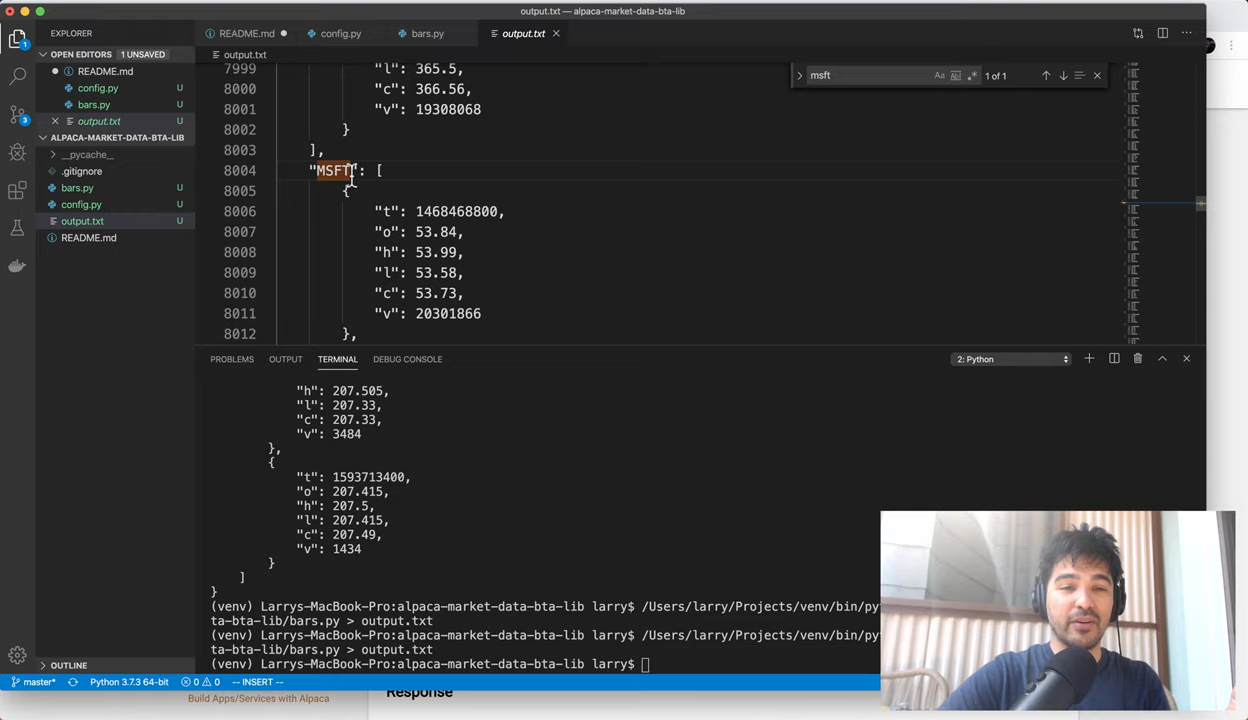 output.txt — alpaca-market-data-bta-lib
EXPLORER
README.md
config.py
bars.py
output.txt
OPEN EDITORS 1 UNSAVED
output.txt
README.md
config.py A
bars.py A
output.txt U
ALPACA-MARKET-DATA-BTA-LIB
__pycache__
.gitignore
bars.py U
config.py U
output.txt U
README.md
msft
Aa
1 of 1
7999 "l": 365.5,
8000 "c": 366.56,
8001 "v": 19308068
8002 }
8003 ],
8004 "MSFT": [
8005 {
8006 "t": 1468468800,
8007 "o": 53.84,
8008 "h": 53.99,
8009 "l": 53.58,
8010 "c": 53.73,
8011 "v": 20301866
8012 },
PROBLEMS OUTPUT TERMINAL DEBUG CONSOLE
2: Python
"h": 207.505,
"l": 207.33,
"c": 207.33,
"v": 3484
},
{
"t": 1593713400,
"o": 207.415,
"h": 207.5,
"l": 207.415,
"c": 207.49,
"v": 1434
}
]
}
(venv) Larrys-MacBook-Pro:alpaca-market-data-bta-lib larry$ /Users/larry/Projects/venv/bin/py
ta-bta-lib/bars.py > output.txt
(venv) Larrys-MacBook-Pro:alpaca-market-data-bta-lib larry$ /Users/larry/Projects/venv/bin/py
ta-bta-lib/bars.py > output.txt
(venv) Larrys-MacBook-Pro:alpaca-market-data-bta-lib larry$
OUTLINE
master* Python 3.7.3 64-bit 0 0 -- INSERT --
Build Apps/Services with Alpaca
Response
1
3